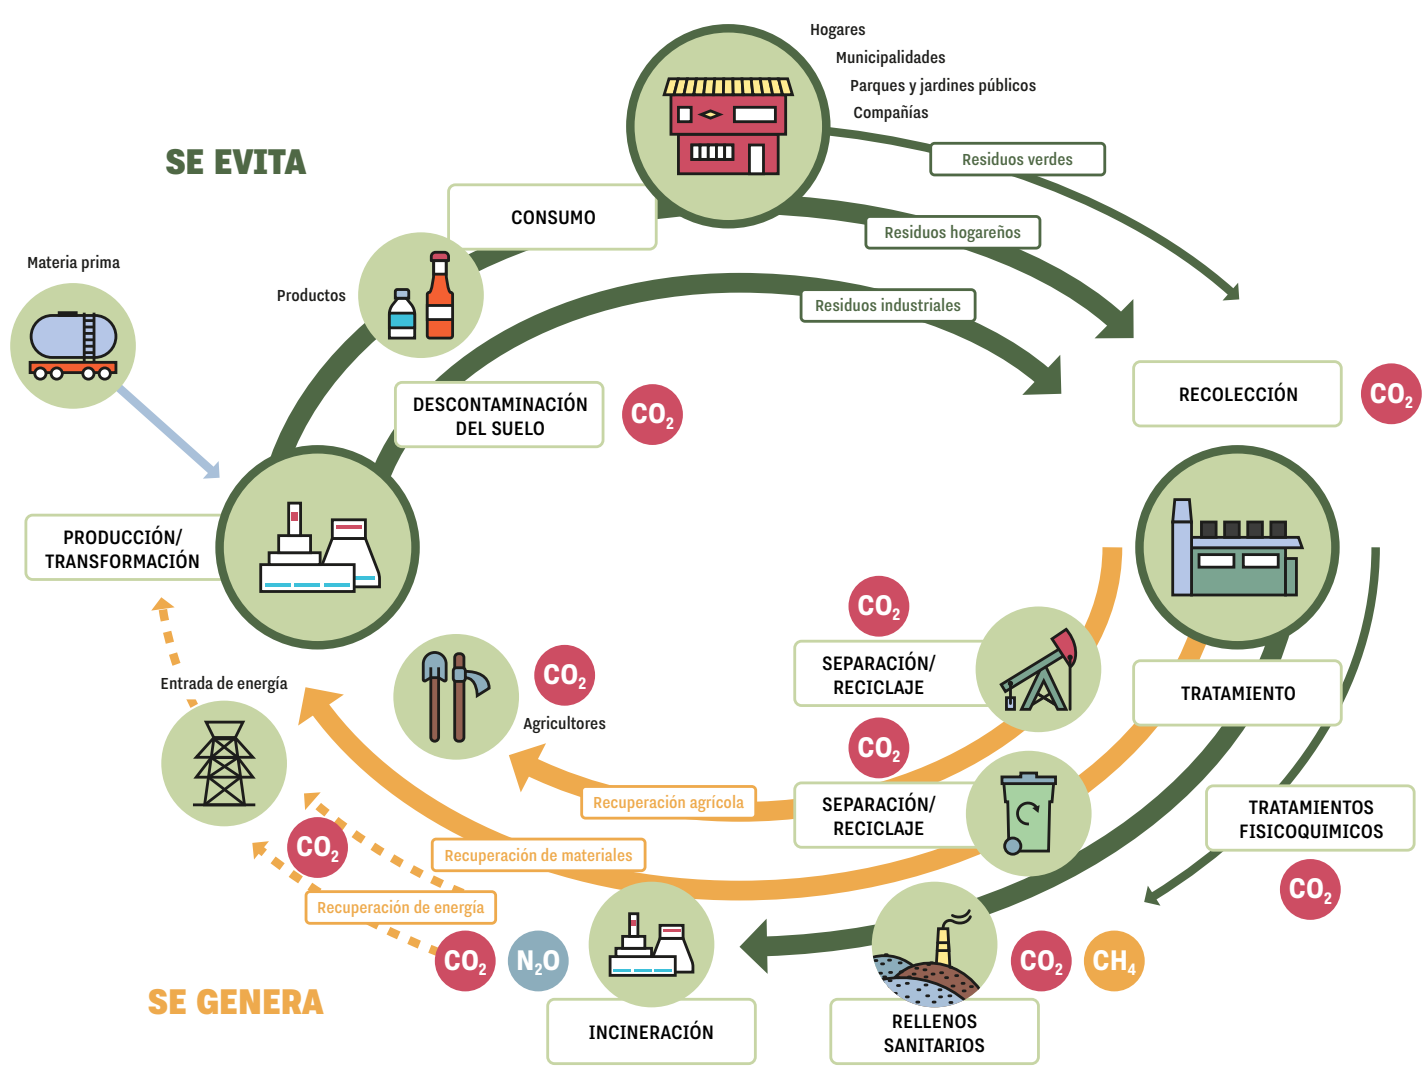 Hogares
Municipalidades
Parques y jardines públicos
Compañías
SE EVITA
Residuos verdes
CONSUMO
Residuos hogareños
Materia prima
Productos
Residuos industriales
DESCONTAMINACIÓN
DEL SUELO
CO2
RECOLECCIÓN
CO2
PRODUCCIÓN/
TRANSFORMACIÓN
CO2
SEPARACIÓN/
RECICLAJE
CO2
Agricultores
Entrada de energía
TRATAMIENTO
CO2
SEPARACIÓN/
RECICLAJE
Recuperación agrícola
TRATAMIENTOS
FISICOQUIMICOS
CO2
CO2
Recuperación de materiales
Recuperación de energía
CO2
N2O
CO2
CH4
SE GENERA
INCINERACIÓN
RELLENOS
SANITARIOS